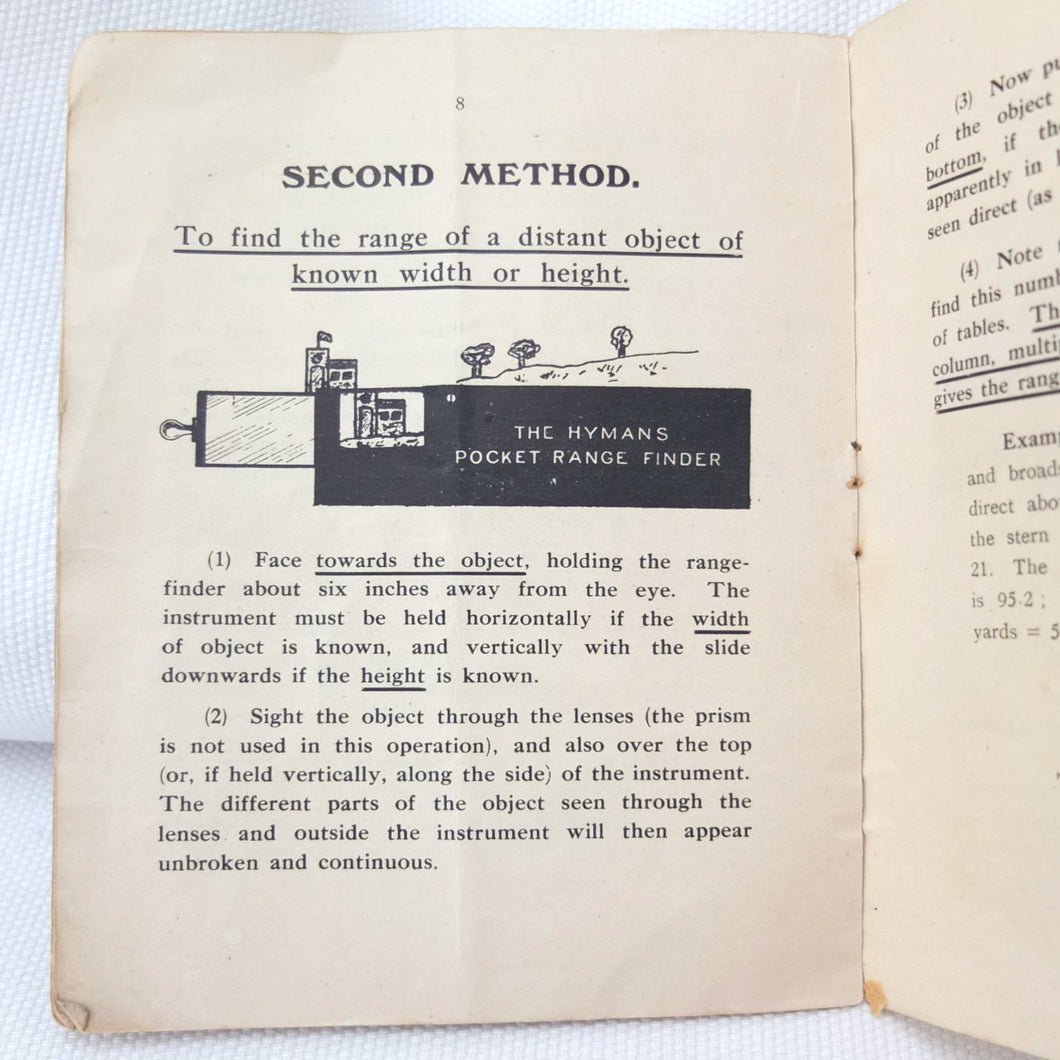 8
SECOND METHOD.
To find the range of a distant object of
known width or height.
THE HYMANS
POCKET RANGE FINDER
(1) Face towards the object, holding the range-
finder about six inches away from the eye. The
instrument must be held horizontally if the width
of object is known, and vertically with the slide
downwards if the height is known.
(2) Sight the object through the lenses (the prism
is not used in this operation), and also over the top
(or, if held vertically, along the side) of the instrument.
The different parts of the object seen through the
lenses and outside the instrument will then appear
unbroken and continuous.
(3) Now
of the object
bottom, if
apparently in
seen direct (as
(4) Note
find this
of tables.
column,
gives the
and
direct
the stern
21. The
is 95.2 ;
yards =